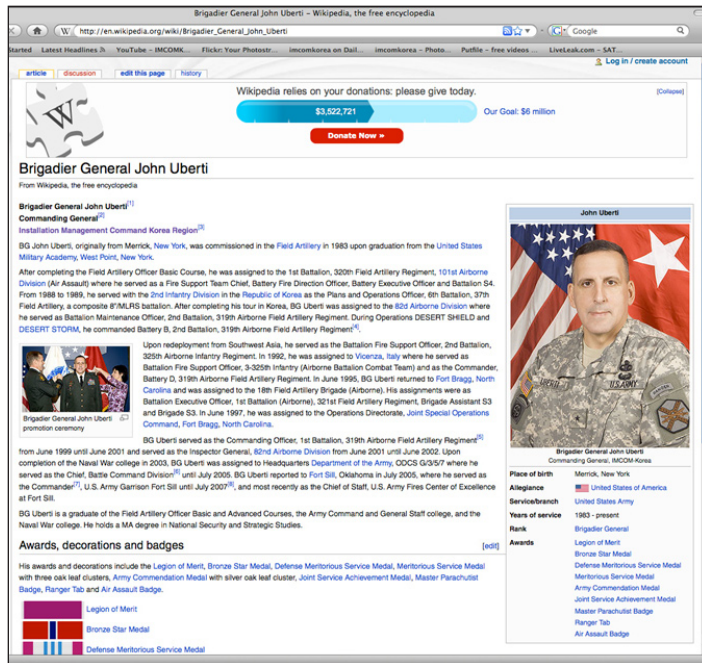 Brigadier General John Uberti – Wikipedia, the free encyclopedia
http://en.wikipedia.org/wiki/Brigadier_General_John_Uberti
Google
Started Latest Headlines YouTube – IMCOMK... Flickr: Your Photostr... imcomkorea on Dail... imcomkorea – Photo... Putfile – free videos ... LiveLeak.com – SAT...
Log in / create account
article discussion edit this page history
Wikipedia relies on your donations: please give today.
[Collapse]
$3,522,721
Our Goal: $6 million
Donate Now »
Brigadier General John Uberti
From Wikipedia, the free encyclopedia
Brigadier General John Uberti[1]
Commanding General[2]
Installation Management Command Korea Region[3]
BG John Uberti, originally from Merrick, New York, was commissioned in the Field Artillery in 1983 upon graduation from the United States
Military Academy, West Point, New York.
After completing the Field Artillery Officer Basic Course, he was assigned to the 1st Battalion, 320th Field Artillery Regiment, 101st Airborne
Division (Air Assault) where he served as a Fire Support Team Chief, Battery Fire Direction Officer, Battery Executive Officer and Battalion S4.
From 1988 to 1989, he served with the 2nd Infantry Division in the Republic of Korea as the Plans and Operations Officer, 6th Battalion, 37th
Field Artillery, a composite 8"/MLRS battalion. After completing his tour in Korea, BG Uberti was assigned to the 82d Airborne Division where
he served as Battalion Maintenance Officer, 2nd Battalion, 319th Airborne Field Artillery Regiment. During Operations DESERT SHIELD and
DESERT STORM, he commanded Battery B, 2nd Battalion, 319th Airborne Field Artillery Regiment[4].
Upon redeployment from Southwest Asia, he served as the Battalion Fire Support Officer, 2nd Battalion,
325th Airborne Infantry Regiment. In 1992, he was assigned to Vicenza, Italy where he served as
Battalion Fire Support Officer, 3-325th Infantry (Airborne Battalion Combat Team) and as the Commander,
Battery D, 319th Airborne Field Artillery Regiment. In June 1995, BG Uberti returned to Fort Bragg, North
Carolina and was assigned to the 18th Field Artillery Brigade (Airborne). His assignments were as
Battalion Executive Officer, 1st Battalion (Airborne), 321st Field Artillery Regiment, Brigade Assistant S3
and Brigade S3. In June 1997, he was assigned to the Operations Directorate, Joint Special Operations
Command, Fort Bragg, North Carolina.
Brigadier General John Uberti
promotion ceremony
BG Uberti served as the Commanding Officer, 1st Battalion, 319th Airborne Field Artillery Regiment[5]
from June 1999 until June 2001 and served as the Inspector General, 82nd Airborne Division from June 2001 until June 2002. Upon
completion of the Naval War college in 2003, BG Uberti was assigned to Headquarters Department of the Army, ODCS G/3/5/7 where he
served as the Chief, Battle Command Division[6] until July 2005. BG Uberti reported to Fort Sill, Oklahoma in July 2005, where he served as
the Commander[7], U.S. Army Garrison Fort Sill until July 2007[8], and most recently as the Chief of Staff, U.S. Army Fires Center of Excellence
at Fort Sill.
BG Uberti is a graduate of the Field Artillery Officer Basic and Advanced Courses, the Army Command and General Staff college, and the
Naval War college. He holds a MA degree in National Security and Strategic Studies.
Awards, decorations and badges
[edit]
His awards and decorations include the Legion of Merit, Bronze Star Medal, Defense Meritorious Service Medal, Meritorious Service Medal
with three oak leaf clusters, Army Commendation Medal with silver oak leaf cluster, Joint Service Achievement Medal, Master Parachutist
Badge, Ranger Tab and Air Assault Badge.
Legion of Merit
Bronze Star Medal
Defense Meritorious Service Medal
John Uberti
UBERTI
U.S. ARMY
Brigadier General John Uberti
Commanding General, IMCOM-Korea
Place of birth Merrick, New York
Allegiance United States of America
Service/branch United States Army
Years of service 1983 - present
Rank Brigadier General
Awards Legion of Merit
Bronze Star Medal
Defense Meritorious Service Medal
Meritorious Service Medal
Army Commendation Medal
Joint Service Achievement Medal
Master Parachutist Badge
Ranger Tab
Air Assault Badge